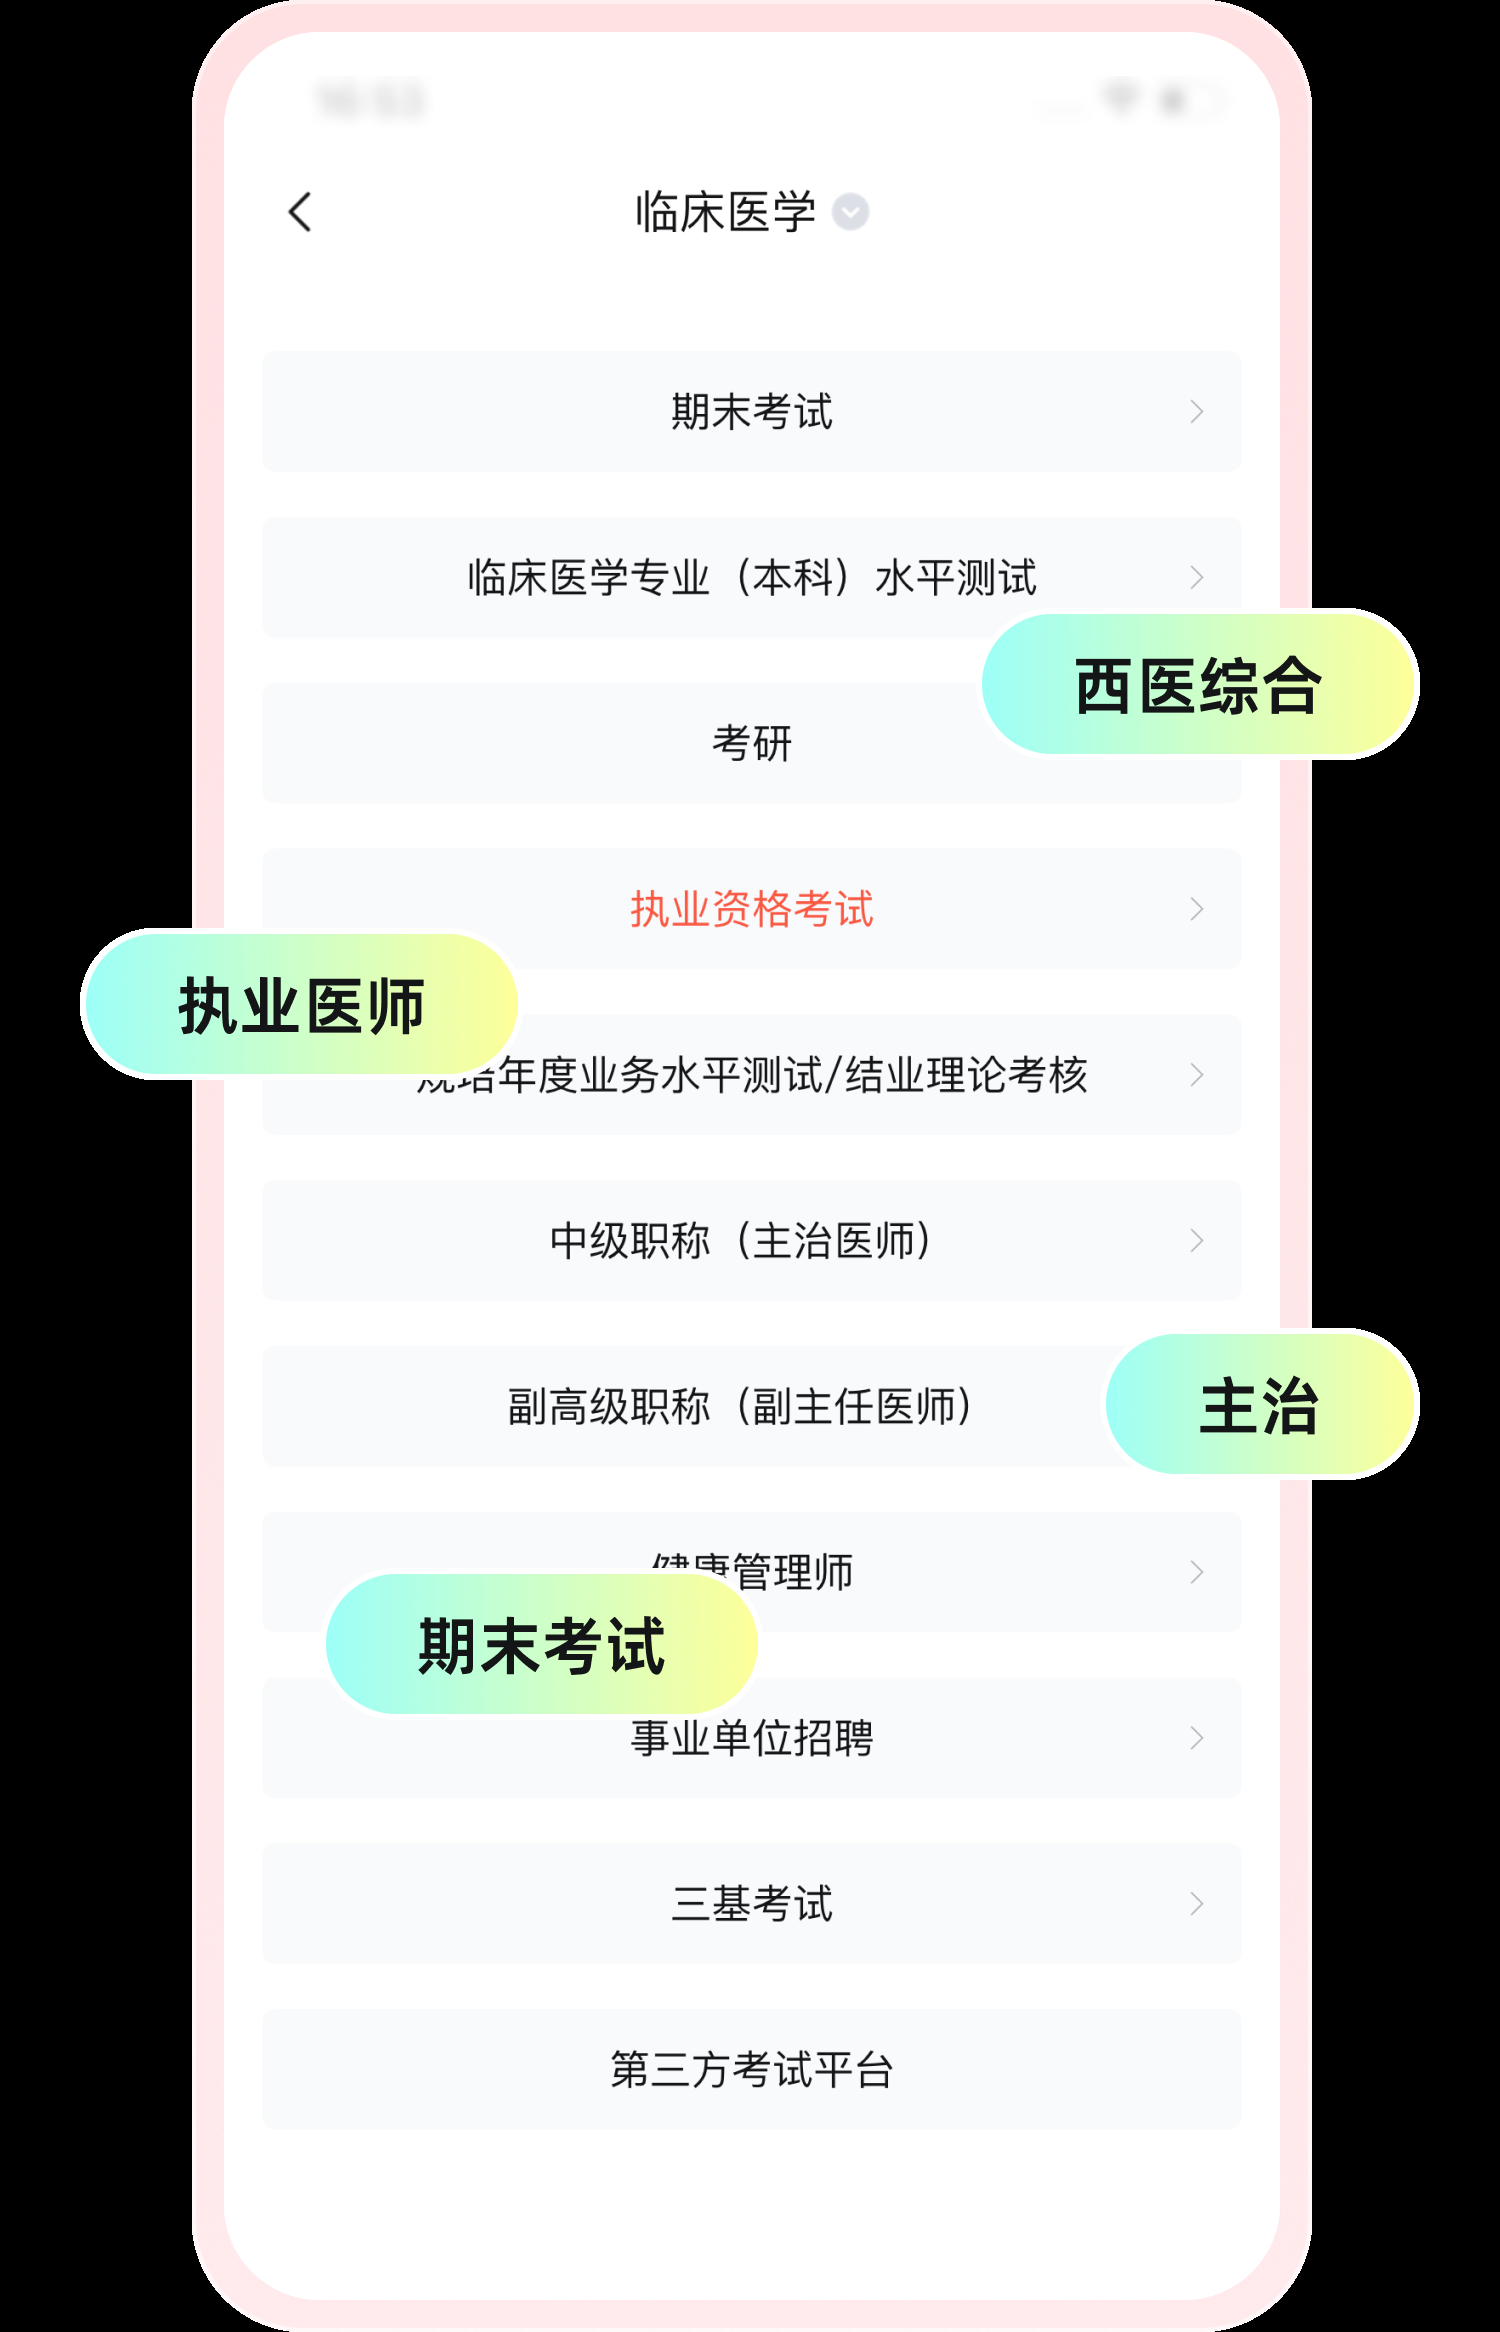 临床医学
期末考试
临床医学专业（本科）水平测试
西医综合
考研
执业资格考试
执业医师
规培年度业务水平测试/结业理论考核
中级职称（主治医师）
副高级职称（副主任医师）
主治
健康管理师
期末考试
事业单位招聘
三基考试
第三方考试平台